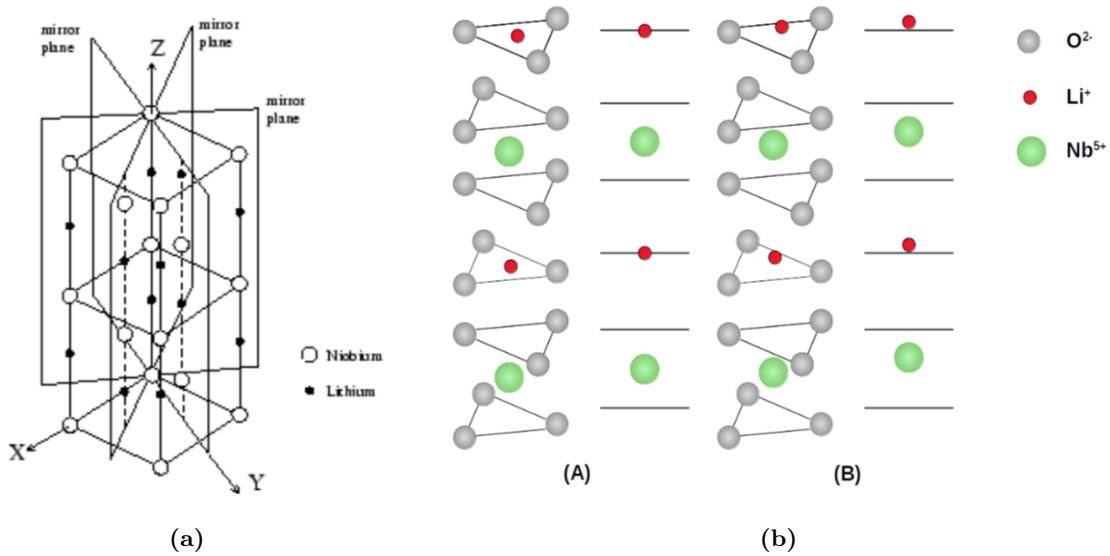 mirror
plane
mirror
plane
Z
mirror
plane
Niobium
Lithium
X
Y
(a)
O²⁻
Li⁺
Nb⁵⁺
(A)
(B)
(b)